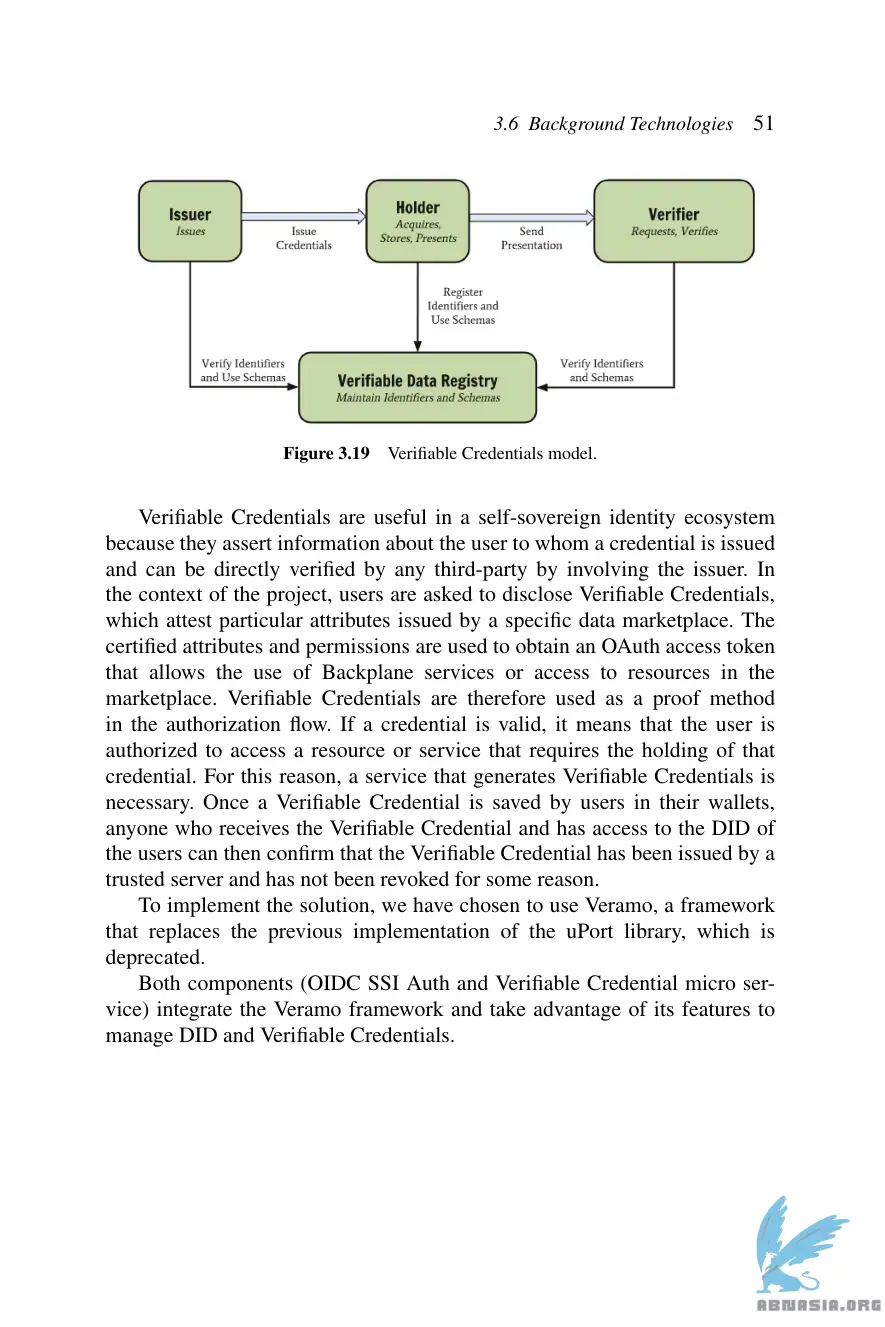 3.6 Background Technologies 51
Issuer
Issues
Issue
Credentials
Holder
Acquires,
Stores, Presents
Send
Presentation
Verifier
Requests, Verifies
Register
Identifiers and
Use Schemas
Verify Identifiers
and Use Schemas
Verify Identifiers
and Schemas
Verifiable Data Registry
Maintain Identifiers and Schemas
Figure 3.19 Verifiable Credentials model.
Verifiable Credentials are useful in a self-sovereign identity ecosystem
because they assert information about the user to whom a credential is issued
and can be directly verified by any third-party by involving the issuer. In
the context of the project, users are asked to disclose Verifiable Credentials,
which attest particular attributes issued by a specific data marketplace. The
certified attributes and permissions are used to obtain an OAuth access token
that allows the use of Backplane services or access to resources in the
marketplace. Verifiable Credentials are therefore used as a proof method
in the authorization flow. If a credential is valid, it means that the user is
authorized to access a resource or service that requires the holding of that
credential. For this reason, a service that generates Verifiable Credentials is
necessary. Once a Verifiable Credential is saved by users in their wallets,
anyone who receives the Verifiable Credential and has access to the DID of
the users can then confirm that the Verifiable Credential has been issued by a
trusted server and has not been revoked for some reason.
To implement the solution, we have chosen to use Veramo, a framework
that replaces the previous implementation of the uPort library, which is
deprecated.
Both components (OIDC SSI Auth and Verifiable Credential micro ser-
vice) integrate the Veramo framework and take advantage of its features to
manage DID and Verifiable Credentials.
ABNASIA.ORG